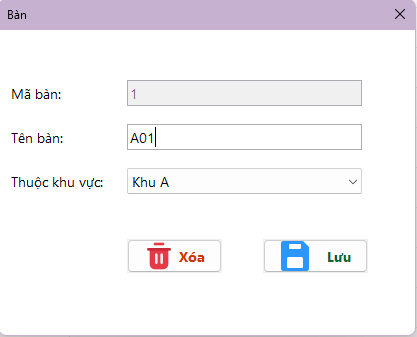 Bàn
Mã bàn: 1
Tên bàn: A01
Thuộc khu vực: Khu A
Xóa Lưu